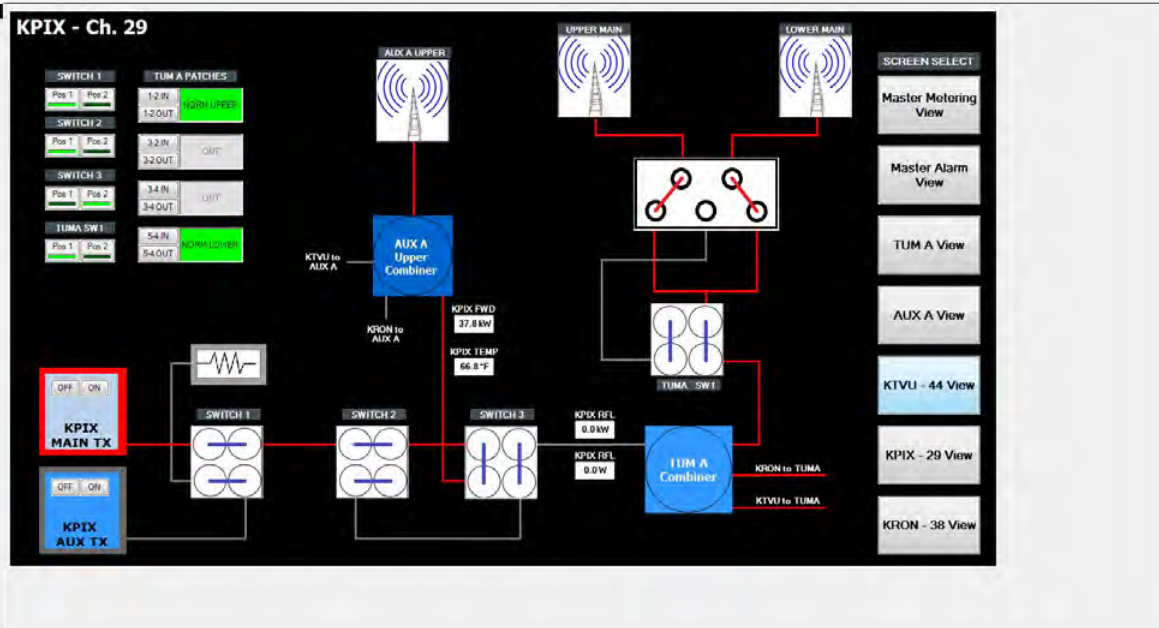 KPIX - Ch. 29
SWITCH 1
Pos 1 Pos 2
SWITCH 2
Pos 1 Pos 2
SWITCH 3
Pos 1 Pos 2
TUMA SW1
Pos 1 Pos 2
TUM A PATCHES
1-2 IN
1-2 OUT
NORM UPPER
3-2 IN
3-2 OUT
OUT
3-4 IN
3-4 OUT
OUT
5-4 IN
5-4 OUT
NORM LOWER
AUX A UPPER
UPPER MAIN
LOWER MAIN
AUX A
Upper
Combiner
KTVU to
AUX A
KRON to
AUX A
KPIX FWD
37.8 kW
KPIX TEMP
66.8°F
TUMA SW1
OFF ON
KPIX
MAIN TX
OFF ON
KPIX
AUX TX
SWITCH 1
SWITCH 2
SWITCH 3
KPIX RFL
0.0 kW
KPIX RFL
0.0 W
TUM A
Combiner
KRON to TUMA
KTVU to TUMA
SCREEN SELECT
Master Metering
View
Master Alarm
View
TUM A View
AUX A View
KTVU - 44 View
KPIX - 29 View
KRON - 38 View